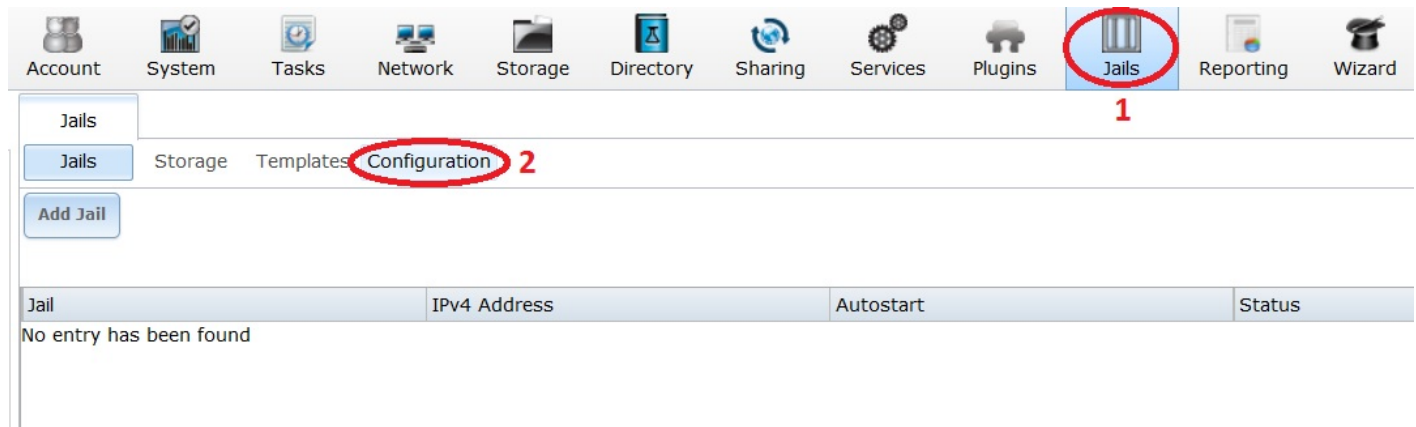 Account System Tasks Network Storage Directory Sharing Services Plugins Jails Reporting Wizard
1
Jails
Jails Storage Templates Configuration 2
Add Jail
Jail IPv4 Address Autostart Status
No entry has been found